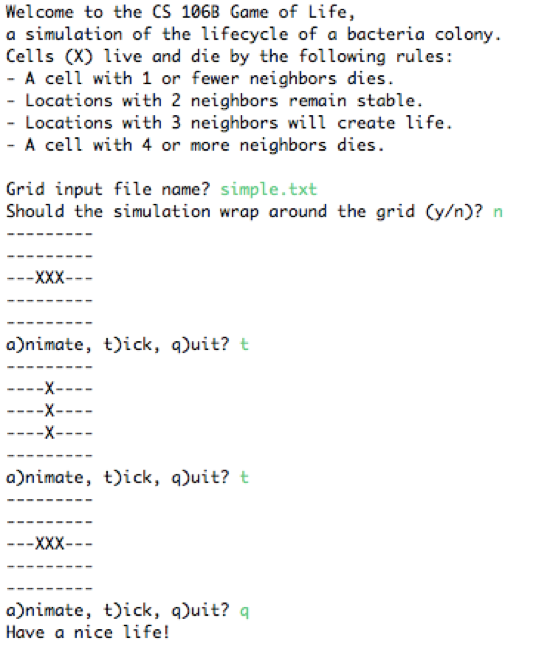 Welcome to the CS 106B Game of Life,
a simulation of the lifecycle of a bacteria colony.
Cells (X) live and die by the following rules:
- A cell with 1 or fewer neighbors dies.
- Locations with 2 neighbors remain stable.
- Locations with 3 neighbors will create life.
- A cell with 4 or more neighbors dies.

Grid input file name? simple.txt
Should the simulation wrap around the grid (y/n)? n
---------
---------
---XXX---
---------
---------
a)nimate, t)ick, q)uit? t
---------
----X----
----X----
----X----
---------
a)nimate, t)ick, q)uit? t
---------
---------
---XXX---
---------
---------
a)nimate, t)ick, q)uit? q
Have a nice life!